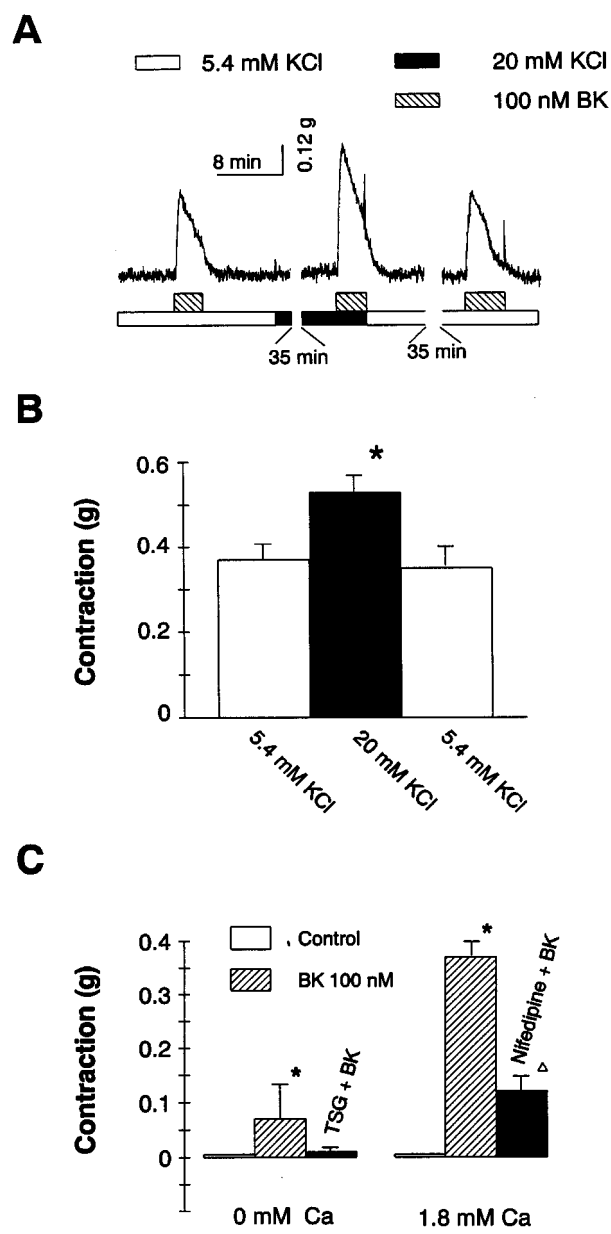 A
5.4 mM KCl
20 mM KCl
100 nM BK
8 min
0.12 g
35 min
35 min
B
Contraction (g)
0.6
0.4
0.2
0
*
5.4 mM KCl
20 mM KCl
5.4 mM KCl
C
Contraction (g)
0.4
0.3
0.2
0.1
0
Control
BK 100 nM
*
TSG + BK
*
Nifedipine + BK
Δ
0 mM Ca
1.8 mM Ca